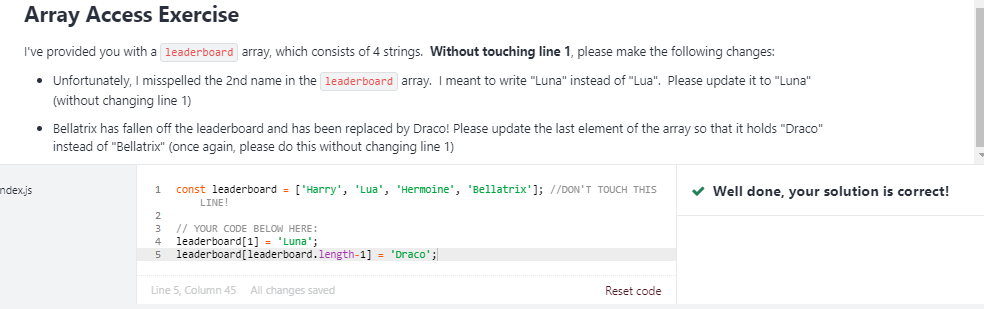 Array Access Exercise
I've provided you with a leaderboard array, which consists of 4 strings. Without touching line 1, please make the following changes:
• Unfortunately, I misspelled the 2nd name in the leaderboard array. I meant to write "Luna" instead of "Lua". Please update it to "Luna"
(without changing line 1)
• Bellatrix has fallen off the leaderboard and has been replaced by Draco! Please update the last element of the array so that it holds "Draco"
instead of "Bellatrix" (once again, please do this without changing line 1)
ndex.js
1 const leaderboard = ['Harry', 'Lua', 'Hermoine', 'Bellatrix']; //DON'T TOUCH THIS
LINE!
2
3 // YOUR CODE BELOW HERE:
4 leaderboard[1] = 'Luna';
5 leaderboard[leaderboard.length-1] = 'Draco';
Line 5, Column 45 All changes saved
Reset code
Well done, your solution is correct!